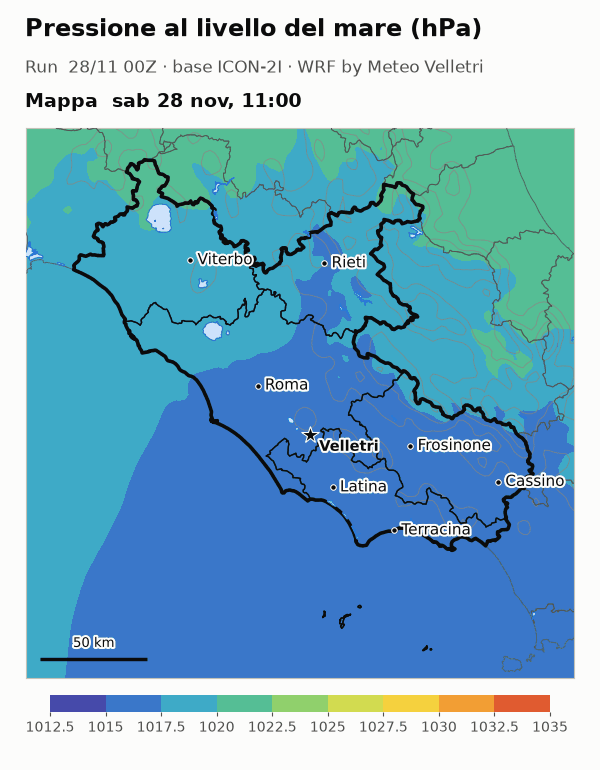 Pressione al livello del mare (hPa)
Run  28/11 00Z · base ICON-2I · WRF by Meteo Velletri
Mappa  sab 28 nov, 11:00
Viterbo
Rieti
Roma
Velletri
Frosinone
Latina
Cassino
Terracina
50 km
1012.5 1015 1017.5 1020 1022.5 1025 1027.5 1030 1032.5 1035